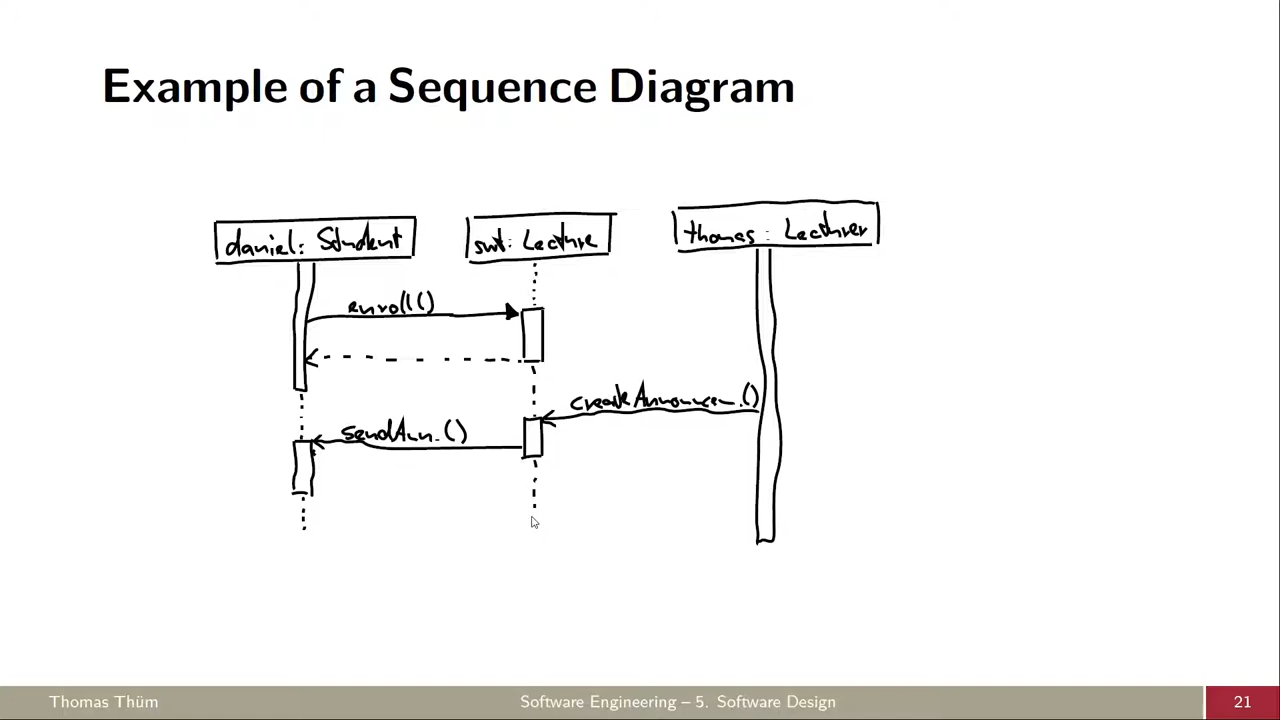 Example of a Sequence Diagram
daniel: Student
swt: Lecture
thomas: Lecturer
enroll()
createAnnouncem.()
sendAnn.()
Thomas Thüm
Software Engineering – 5. Software Design
21